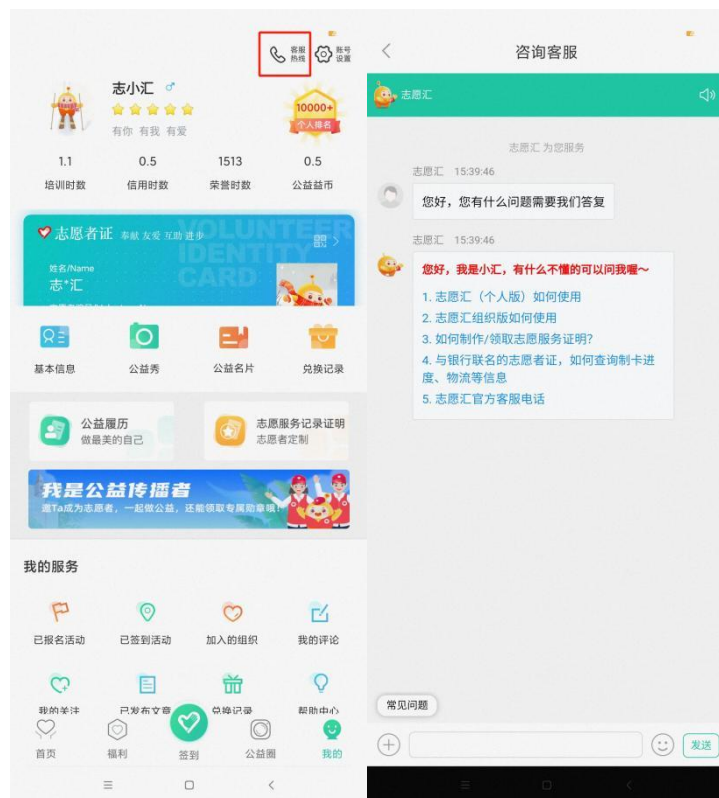 客服
热线
账号
设置
志小汇
有你 有我 有爱
10000+
个人排名
1.1
0.5
1513
0.5
培训时数
信用时数
荣誉时数
公益益币
志愿者证 奉献 友爱 互助 进步
VOLUNTEER
IDENTITY
CARD
姓名/Name
志*汇
基本信息
公益秀
公益名片
兑换记录
公益履历
做最美的自己
志愿服务记录证明
志愿者定制
我是公益传播者
邀Ta成为志愿者，一起做公益，还能领取专属勋章哦！
我的服务
已报名活动
已签到活动
加入的组织
我的评论
我的关注
已发布文章
兑换记录
帮助中心
首页
福利
签到
公益圈
我的
咨询客服
志愿汇
志愿汇 为您服务
志愿汇 15:39:46
您好，您有什么问题需要我们答复
志愿汇 15:39:46
您好，我是小汇，有什么不懂的可以问我喔～
1. 志愿汇（个人版）如何使用
2. 志愿汇组织版如何使用
3. 如何制作/领取志愿服务证明?
4. 与银行联名的志愿者证，如何查询制卡进
度、物流等信息
5. 志愿汇官方客服电话
常见问题
发送